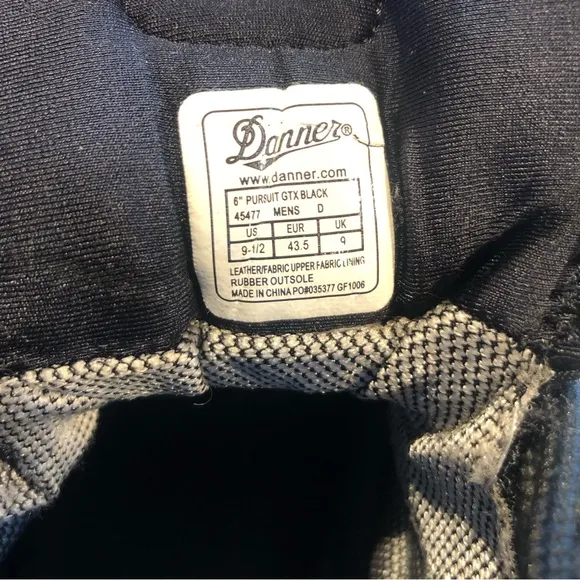 Danner®
www.danner.com
6" PURSUIT GTX BLACK
45477 MENS D
US EUR UK
9-1/2 43.5 9
LEATHER/FABRIC UPPER FABRIC LINING
RUBBER OUTSOLE
MADE IN CHINA PO#035377 GF1006